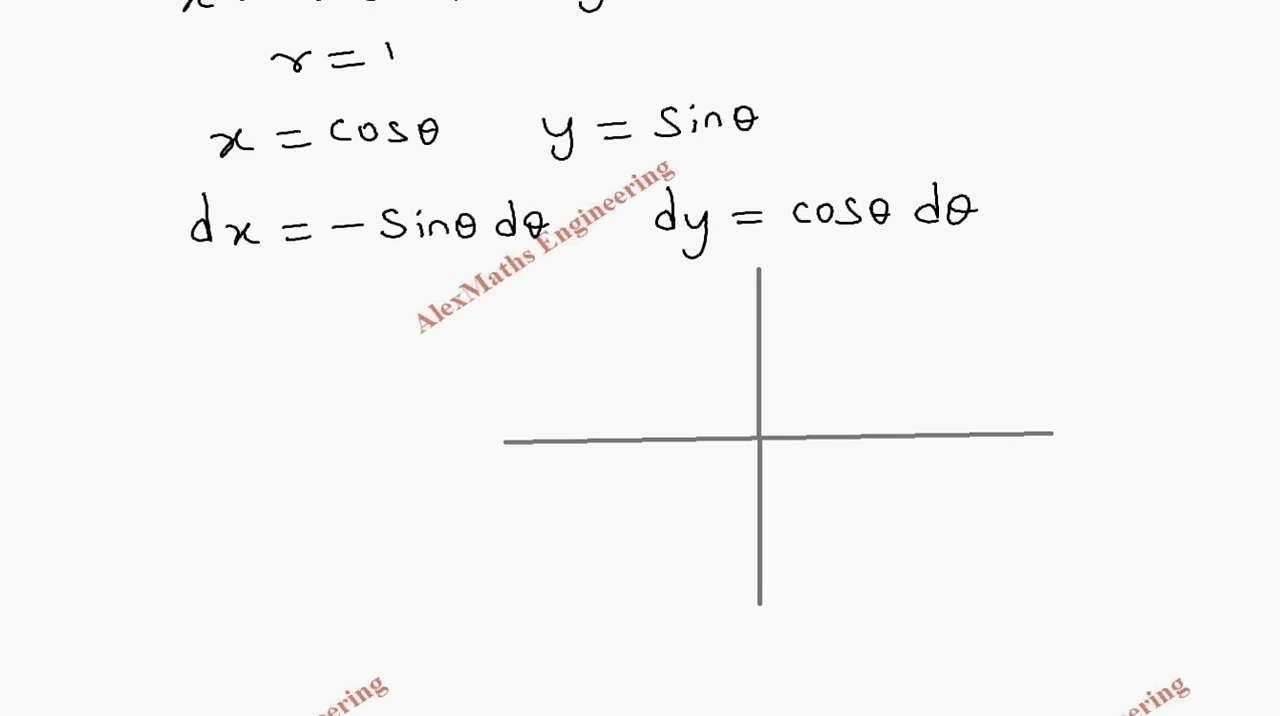 r = 1
x = cosθ y = sinθ
dx = - sinθ dθ dy = cosθ dθ
AlexMaths Engineering